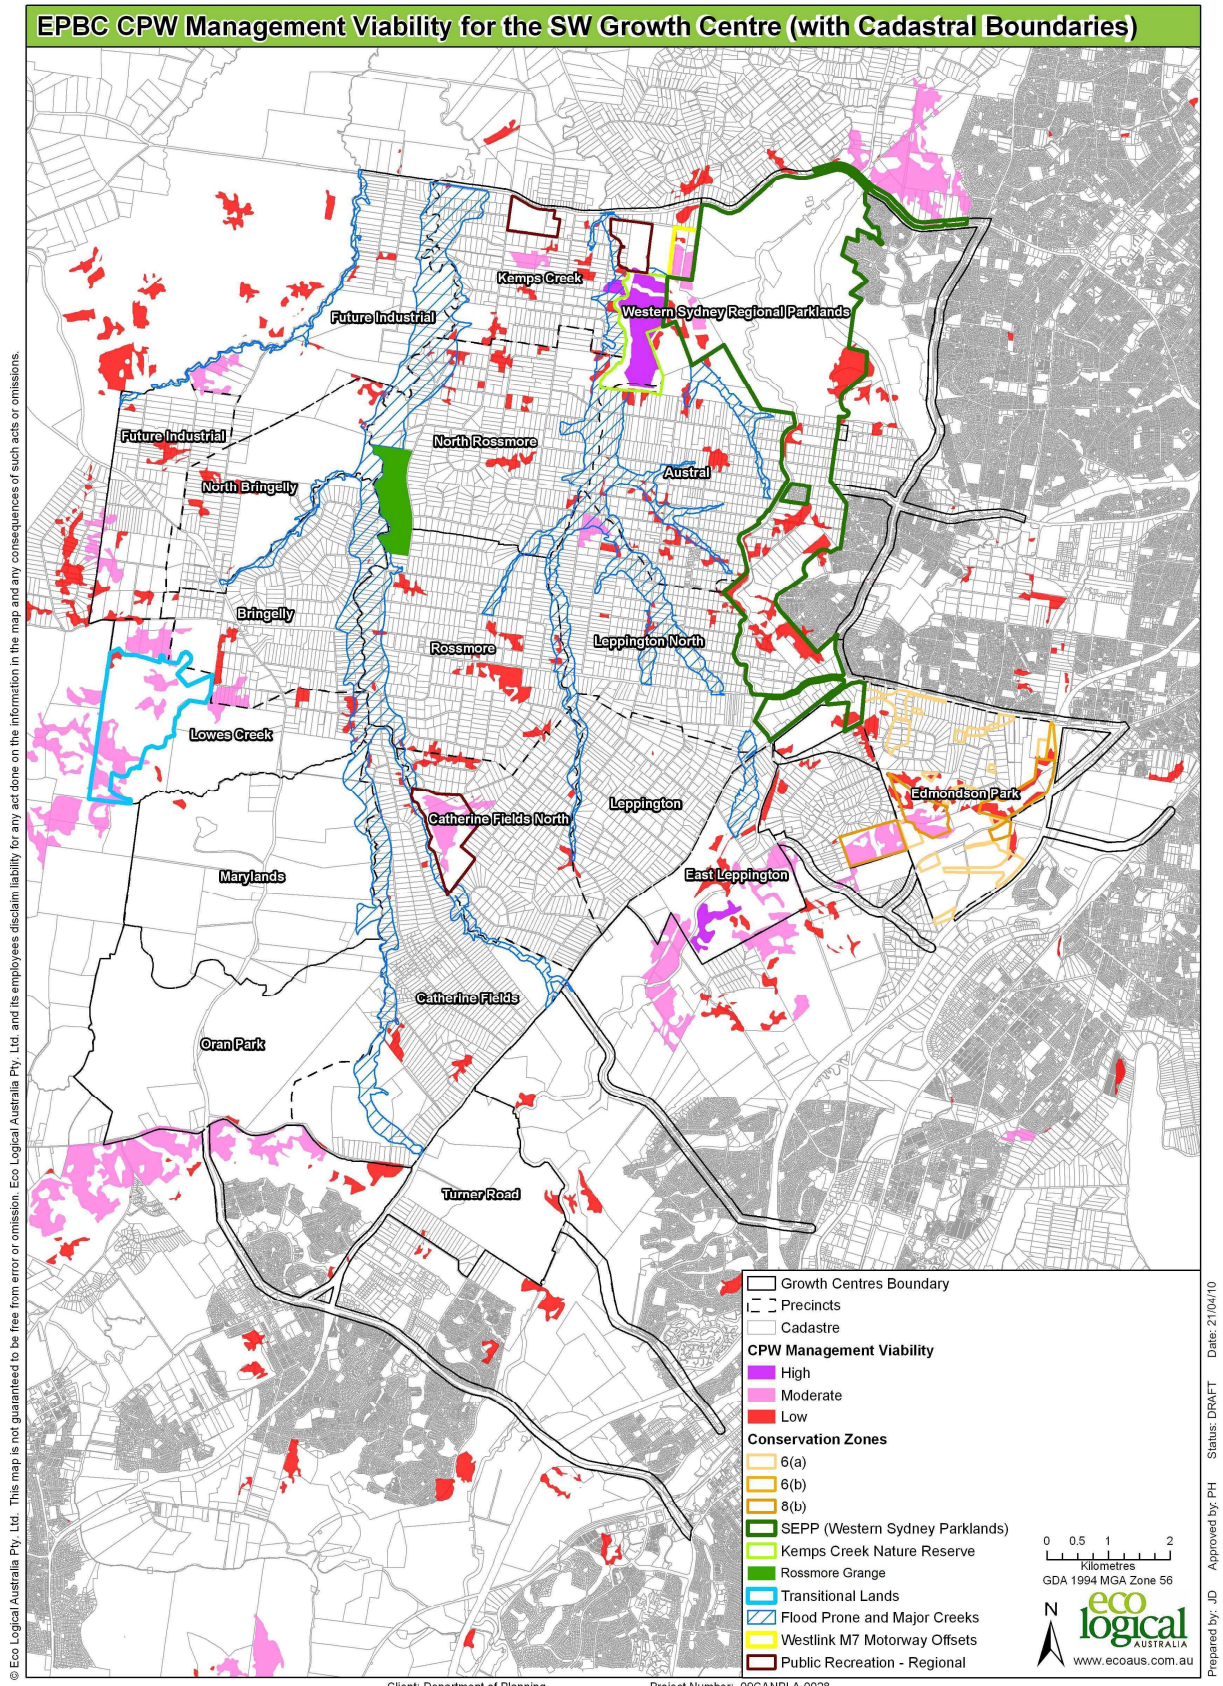 EPBC CPW Management Viability for the SW Growth Centre (with Cadastral Boundaries)
Kemps Creek
Future Industrial
Western Sydney Regional Parklands
Future Industrial
North Rossmore
Austral
North Bringelly
Bringelly
Rossmore
Leppington North
Lowes Creek
Leppington
Edmondson Park
Catherine Fields North
Marylands
East Leppington
Catherine Fields
Oran Park
Turner Road
Growth Centres Boundary
Precincts
Cadastre
CPW Management Viability
High
Moderate
Low
Conservation Zones
6(a)
6(b)
8(b)
SEPP (Western Sydney Parklands)
Kemps Creek Nature Reserve
Rossmore Grange
Transitional Lands
Flood Prone and Major Creeks
Westlink M7 Motorway Offsets
Public Recreation - Regional
0 0.5 1 2
Kilometres
GDA 1994 MGA Zone 56
N
eco
logical
AUSTRALIA
www.ecoaus.com.au
© Eco Logical Australia Pty. Ltd. This map is not guaranteed to be free from error or omission. Eco Logical Australia Pty. Ltd. and its employees disclaim liability for any act done on the information in the map and any consequences of such acts or omissions.
Prepared by: JD Approved by: PH Status: DRAFT Date: 21/04/10
Client: Department of Planning
Project Number: